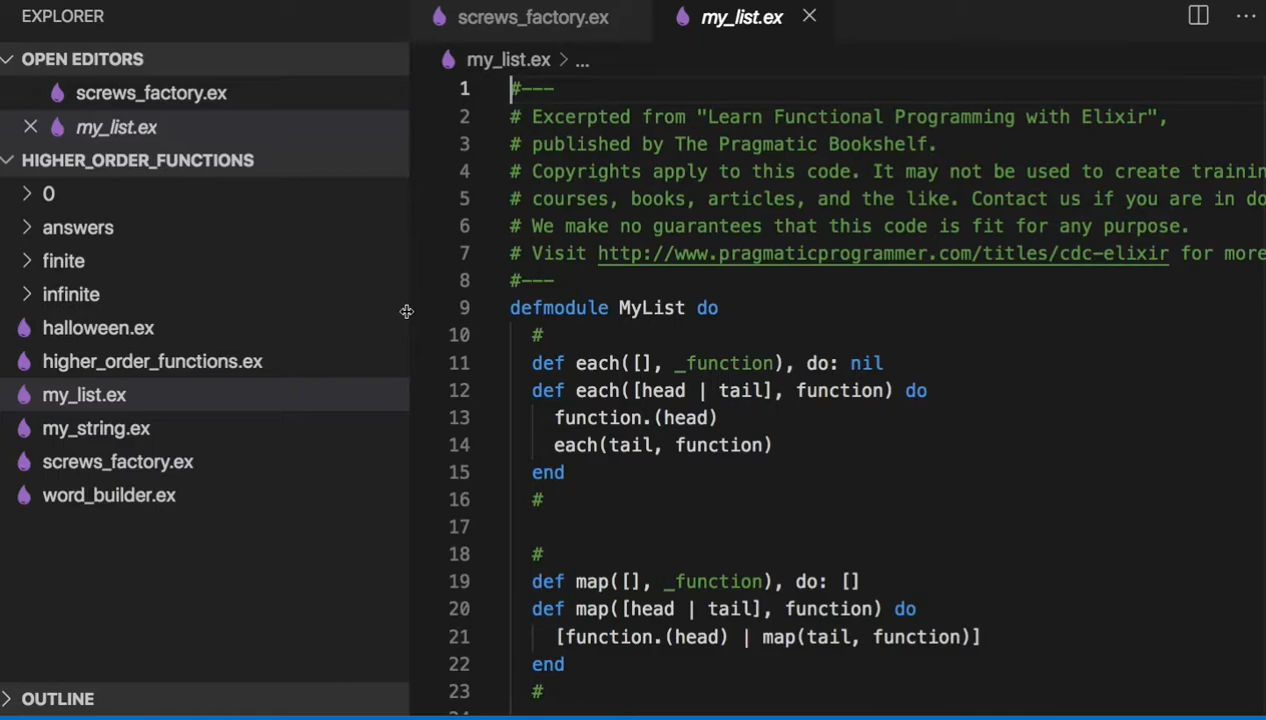 EXPLORER
OPEN EDITORS
screws_factory.ex
my_list.ex
HIGHER_ORDER_FUNCTIONS
0
answers
finite
infinite
halloween.ex
higher_order_functions.ex
my_list.ex
my_string.ex
screws_factory.ex
word_builder.ex
OUTLINE
screws_factory.ex my_list.ex
my_list.ex > ...
1 #---
2 # Excerpted from "Learn Functional Programming with Elixir",
3 # published by The Pragmatic Bookshelf.
4 # Copyrights apply to this code. It may not be used to create trainin
5 # courses, books, articles, and the like. Contact us if you are in do
6 # We make no guarantees that this code is fit for any purpose.
7 # Visit http://www.pragmaticprogrammer.com/titles/cdc-elixir for more
8 #---
9 defmodule MyList do
10 #
11 def each([], _function), do: nil
12 def each([head | tail], function) do
13 function.(head)
14 each(tail, function)
15 end
16 #
17
18 #
19 def map([], _function), do: []
20 def map([head | tail], function) do
21 [function.(head) | map(tail, function)]
22 end
23 #